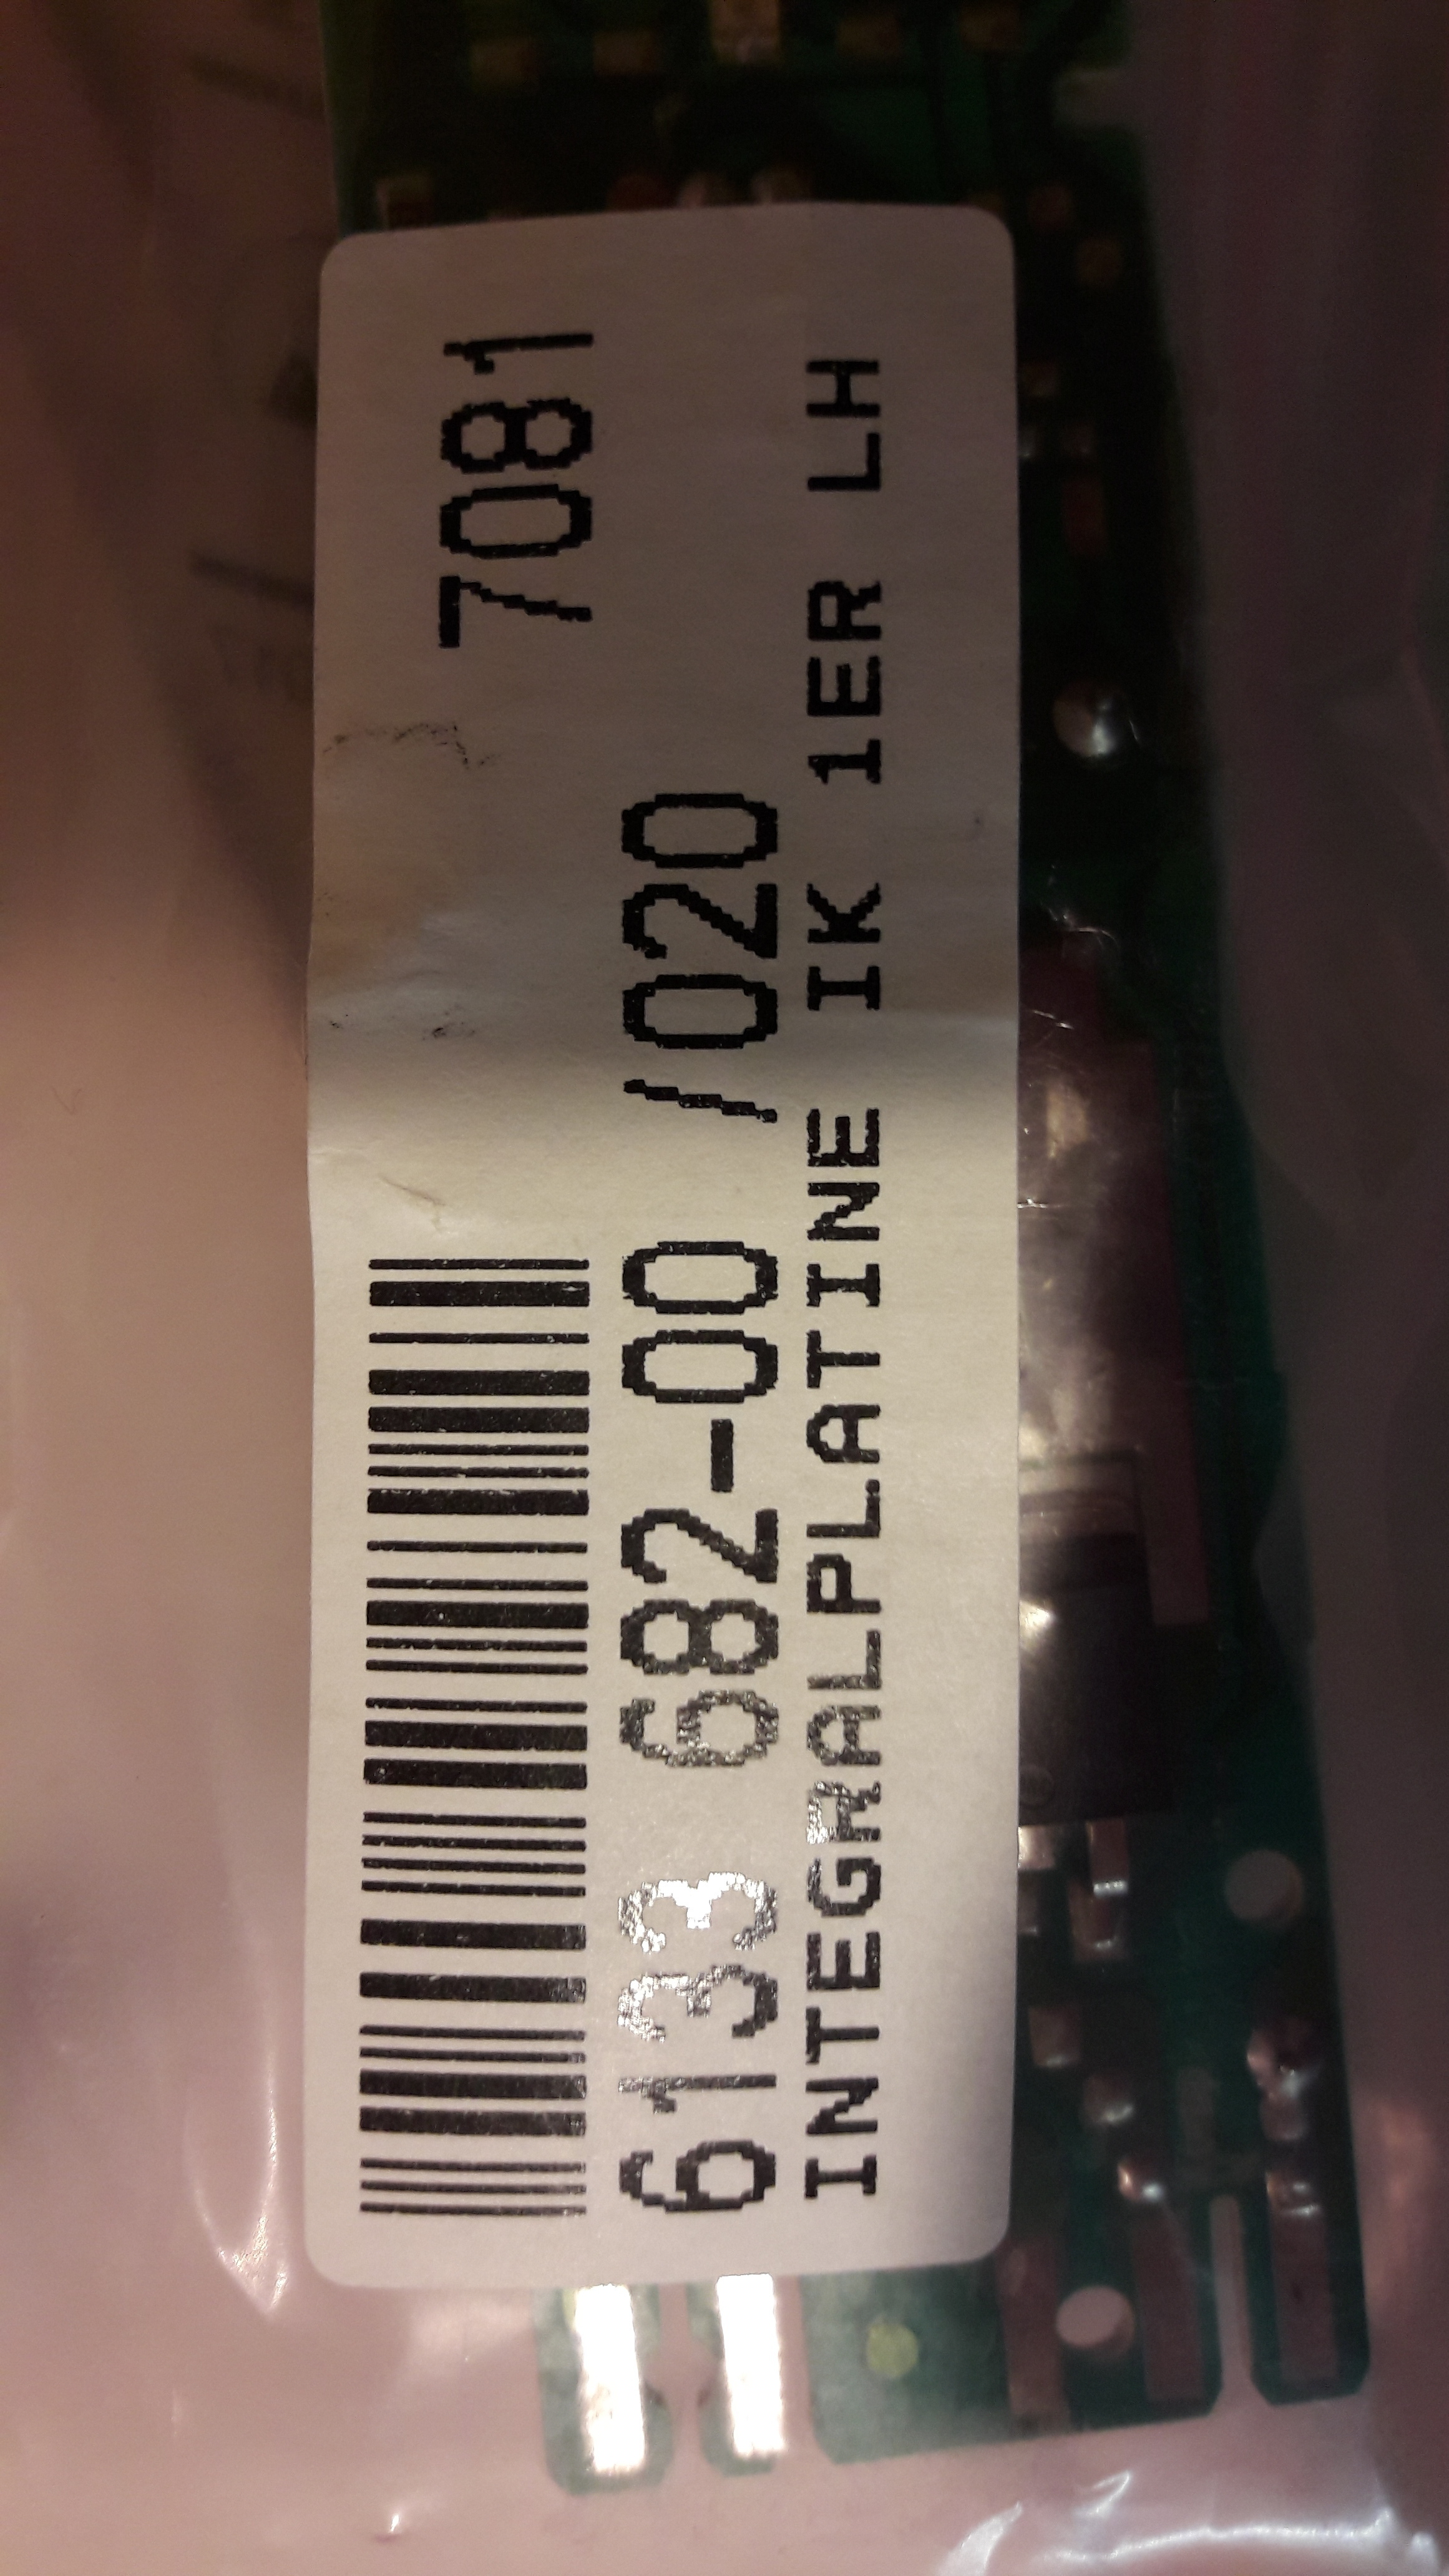 7081
6133 682-00 /020
INTEGRALPLATINE IK 1ER LH